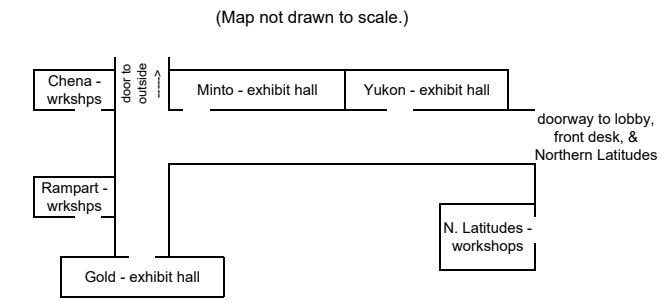 (Map not drawn to scale.)
Chena -
wrkshps
door to
outside
----->
Minto - exhibit hall
Yukon - exhibit hall
doorway to lobby,
front desk, &
Northern Latitudes
Rampart -
wrkshps
N. Latitudes -
workshops
Gold - exhibit hall